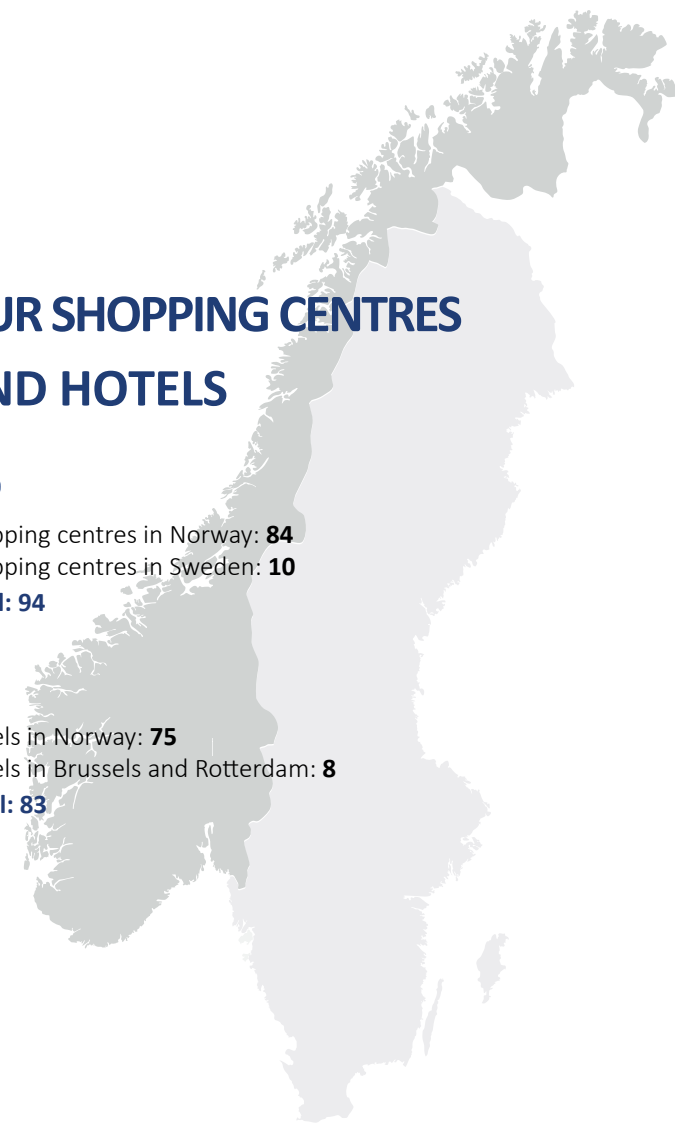 UR SHOPPING CENTRES
ND HOTELS
pping centres in Norway: 84
pping centres in Sweden: 10
l: 94
els in Norway: 75
els in Brussels and Rotterdam: 8
l: 83